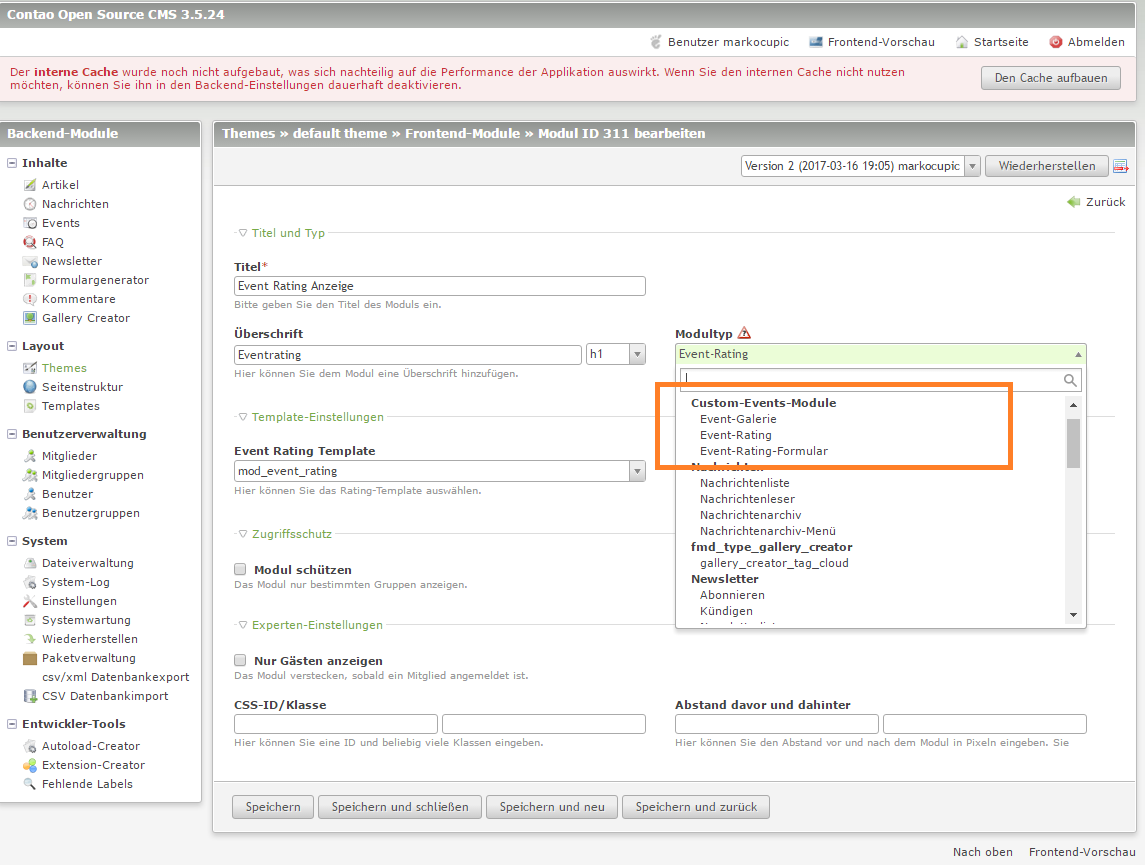 Contao Open Source CMS 3.5.24
Benutzer markocupic
Frontend-Vorschau
Startseite
Abmelden
Der interne Cache wurde noch nicht aufgebaut, was sich nachteilig auf die Performance der Applikation auswirkt. Wenn Sie den internen Cache nicht nutzen
möchten, können Sie ihn in den Backend-Einstellungen dauerhaft deaktivieren.
Den Cache aufbauen
Backend-Module
Inhalte
Artikel
Nachrichten
Events
FAQ
Newsletter
Formulargenerator
Kommentare
Gallery Creator
Layout
Themes
Seitenstruktur
Templates
Benutzerverwaltung
Mitglieder
Mitgliedergruppen
Benutzer
Benutzergruppen
System
Dateiverwaltung
System-Log
Einstellungen
Systemwartung
Wiederherstellen
Paketverwaltung
csv/xml Datenbankexport
CSV Datenbankimport
Entwickler-Tools
Autoload-Creator
Extension-Creator
Fehlende Labels
Themes » default theme » Frontend-Module » Modul ID 311 bearbeiten
Version 2 (2017-03-16 19:05) markocupic
Wiederherstellen
Zurück
Titel und Typ
Titel*
Event Rating Anzeige
Bitte geben Sie den Titel des Moduls ein.
Überschrift
Eventrating
h1
Hier können Sie dem Modul eine Überschrift hinzufügen.
Modultyp
Event-Rating
Custom-Events-Module
Event-Galerie
Event-Rating
Event-Rating-Formular
Nachrichten
Nachrichtenliste
Nachrichtenleser
Nachrichtenarchiv
Nachrichtenarchiv-Menü
fmd_type_gallery_creator
gallery_creator_tag_cloud
Newsletter
Abonnieren
Kündigen
Template-Einstellungen
Event Rating Template
mod_event_rating
Hier können Sie das Rating-Template auswählen.
Zugriffsschutz
Modul schützen
Das Modul nur bestimmten Gruppen anzeigen.
Experten-Einstellungen
Nur Gästen anzeigen
Das Modul verstecken, sobald ein Mitglied angemeldet ist.
CSS-ID/Klasse
Hier können Sie eine ID und beliebig viele Klassen eingeben.
Abstand davor und dahinter
Hier können Sie den Abstand vor und nach dem Modul in Pixeln eingeben. Sie
Speichern
Speichern und schließen
Speichern und neu
Speichern und zurück
Nach oben
Frontend-Vorschau